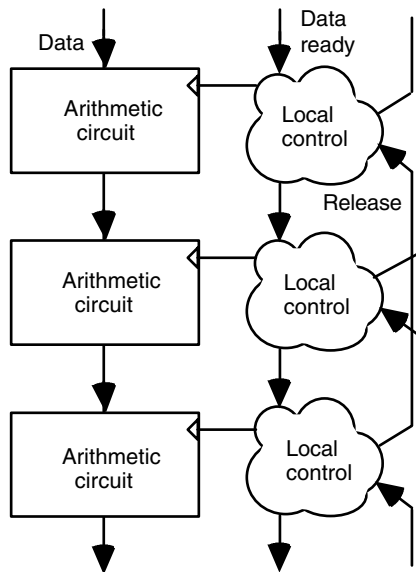 Data
Data
ready
Arithmetic
circuit
Local
control
Release
Arithmetic
circuit
Local
control
Arithmetic
circuit
Local
control